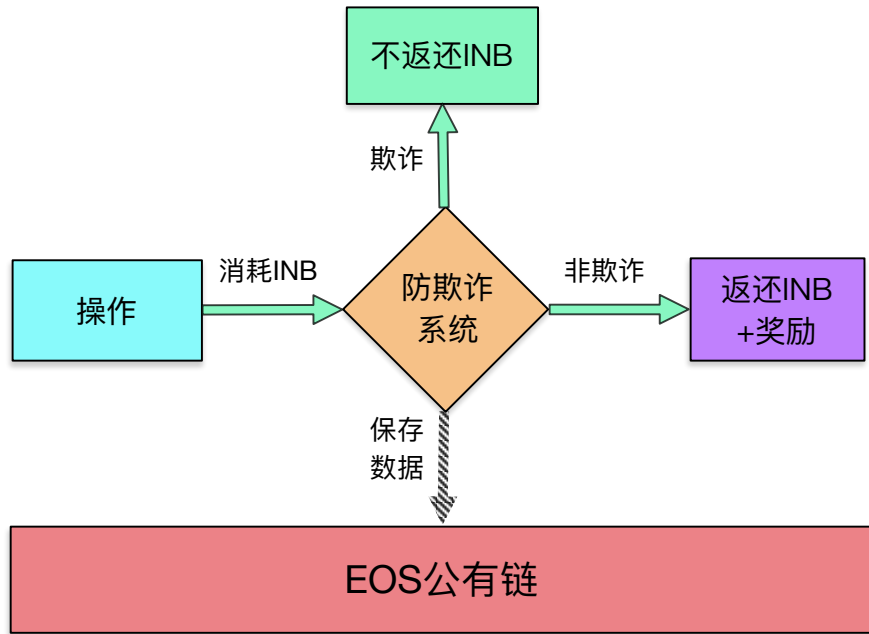 不返还INB
欺诈
操作
消耗INB
防欺诈
系统
非欺诈
返还INB
+奖励
保存
数据
EOS公有链